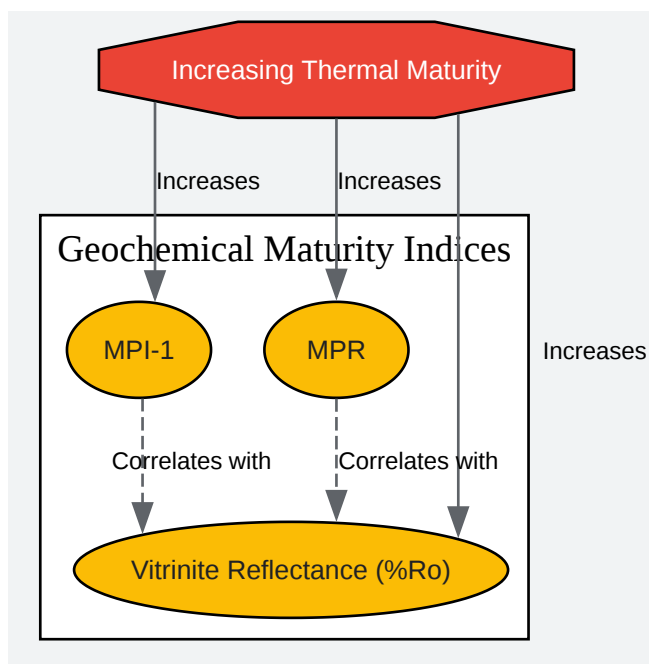 Increasing Thermal Maturity
Increases
Increases
Geochemical Maturity Indices
MPI-1
MPR
Increases
Correlates with
Correlates with
Vitrinite Reflectance (%Ro)